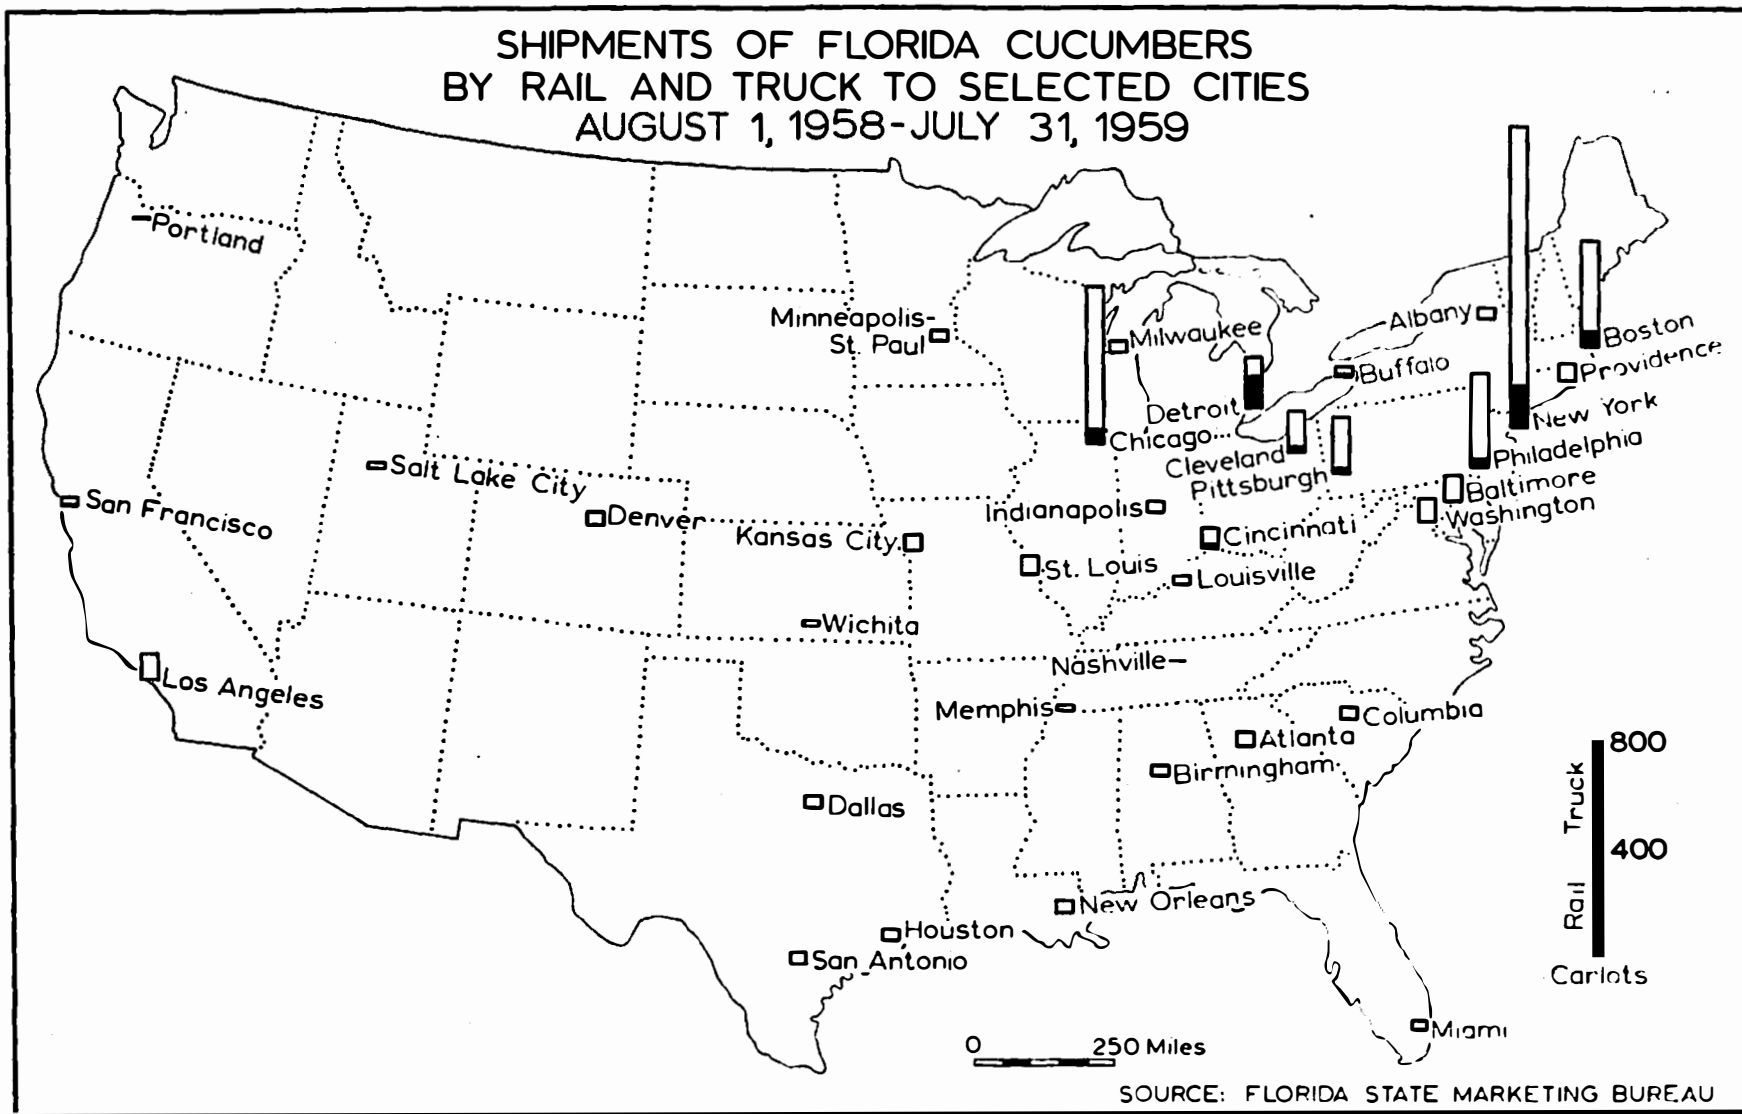 SHIPMENTS OF FLORIDA CUCUMBERS
BY RAIL AND TRUCK TO SELECTED CITIES
AUGUST 1, 1958-JULY 31, 1959
Portland
Minneapolis-
St. Paul
Milwaukee
Albany
Boston
Buffalo
Providence
Detroit
New York
Chicago
Cleveland
Philadelphia
Pittsburgh
Salt Lake City
Baltimore
San Francisco
Denver
Indianapolis
Washington
Kansas City
Cincinnati
St. Louis
Louisville
Wichita
Nashville
Los Angeles
Memphis
Columbia
Atlanta
Birmingham
Dallas
800
Truck
400
Rail
Carlots
New Orleans
Houston
San Antonio
Miami
0 250 Miles
SOURCE: FLORIDA STATE MARKETING BUREAU